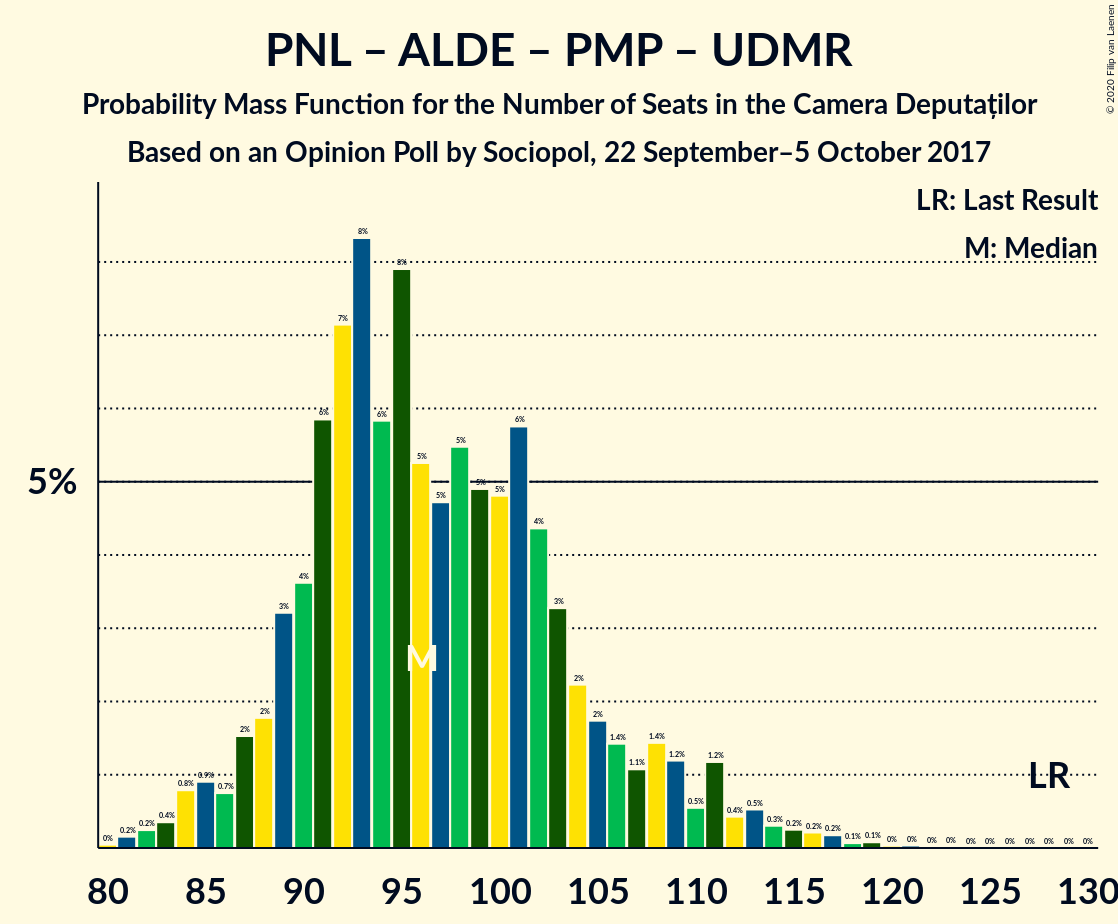 PNL – ALDE – PMP – UDMR
Probability Mass Function for the Number of Seats in the Camera Deputaților
Based on an Opinion Poll by Sociopol, 22 September–5 October 2017
© 2020 Filip van Laenen
LR: Last Result
M: Median
5%
0% 0.2% 0.2% 0.4% 0.8% 0.9% 0.7% 2% 2% 3% 4% 6% 7% 8% 6% 8% 5% 5% 5% 5% 5% 6% 4% 3% 2% 2% 1.4% 1.1% 1.4% 1.2% 0.5% 1.2% 0.4% 0.5% 0.3% 0.2% 0.2% 0.2% 0.1% 0.1% 0% 0% 0% 0% 0% 0% 0% 0% 0% 0% 0%
M
LR
80 85 90 95 100 105 110 115 120 125 130